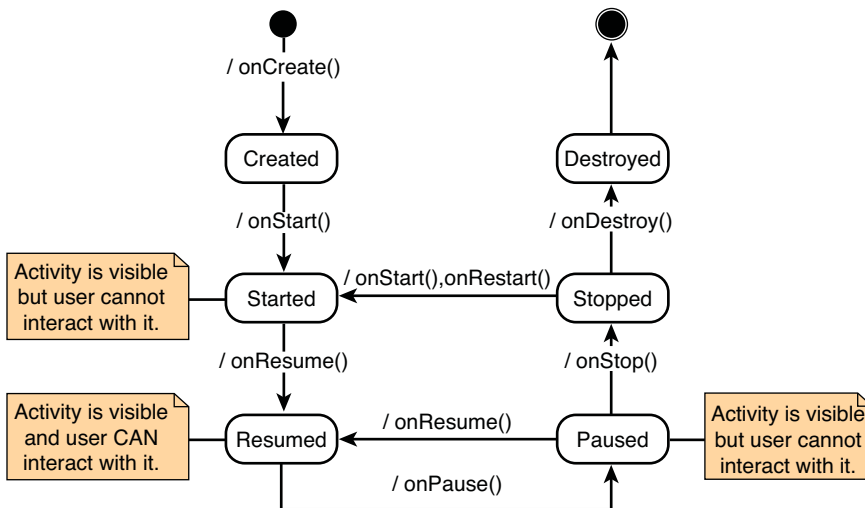 / onCreate()
Created
Destroyed
/ onStart()
/ onDestroy()
Activity is visible
but user cannot
interact with it.
Started
/ onStart(),onRestart()
Stopped
/ onResume()
/ onStop()
Activity is visible
and user CAN
interact with it.
Resumed
/ onResume()
Paused
Activity is visible
but user cannot
interact with it.
/ onPause()